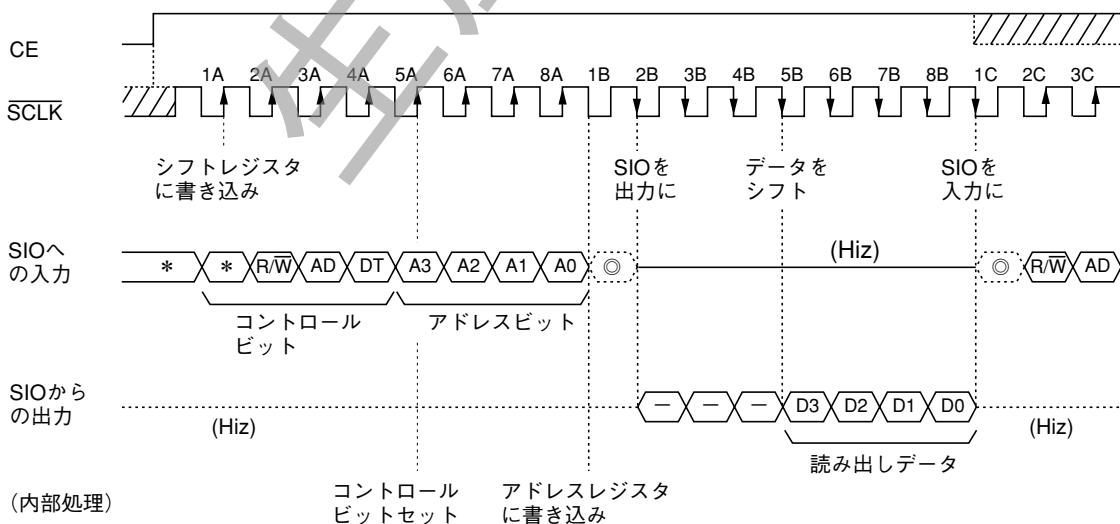 CE
1A 2A 3A 4A 5A 6A 7A 8A 1B 2B 3B 4B 5B 6B 7B 8B 1C 2C 3C
SCLK
シフトレジスタ
に書き込み
SIOを
出力に
データを
シフト
SIOを
入力に
SIOへ
の入力
* * R/W AD DT A3 A2 A1 A0 ◎ (Hiz) ◎ R/W AD
コントロール
ビット
アドレスビット
SIOから
の出力
(Hiz)
― ― ― D3 D2 D1 D0
(Hiz)
読み出しデータ
(内部処理)
コントロール
ビットセット
アドレスレジスタ
に書き込み